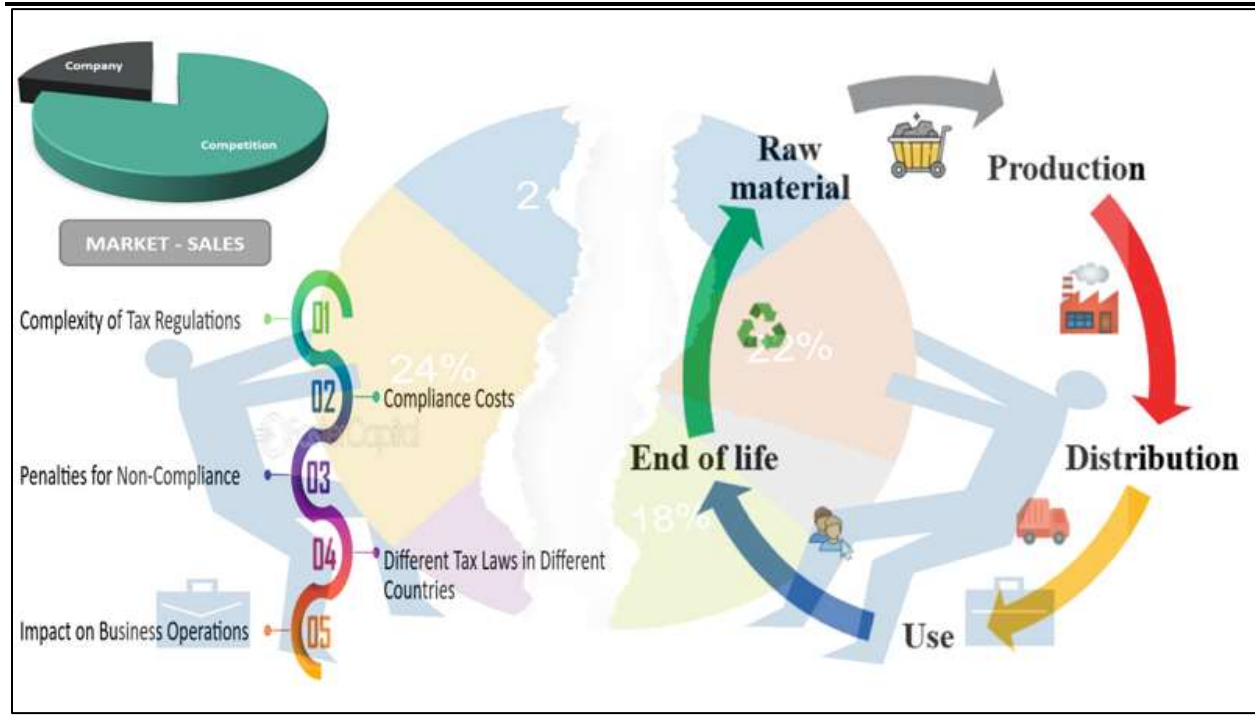 Company
Competition
MARKET - SALES
01
Complexity of Tax Regulations
02
Compliance Costs
03
Penalties for Non-Compliance
04
Different Tax Laws in Different
Countries
05
Impact on Business Operations
24%
22%
18%
Raw
material
Production
Distribution
Use
End of life